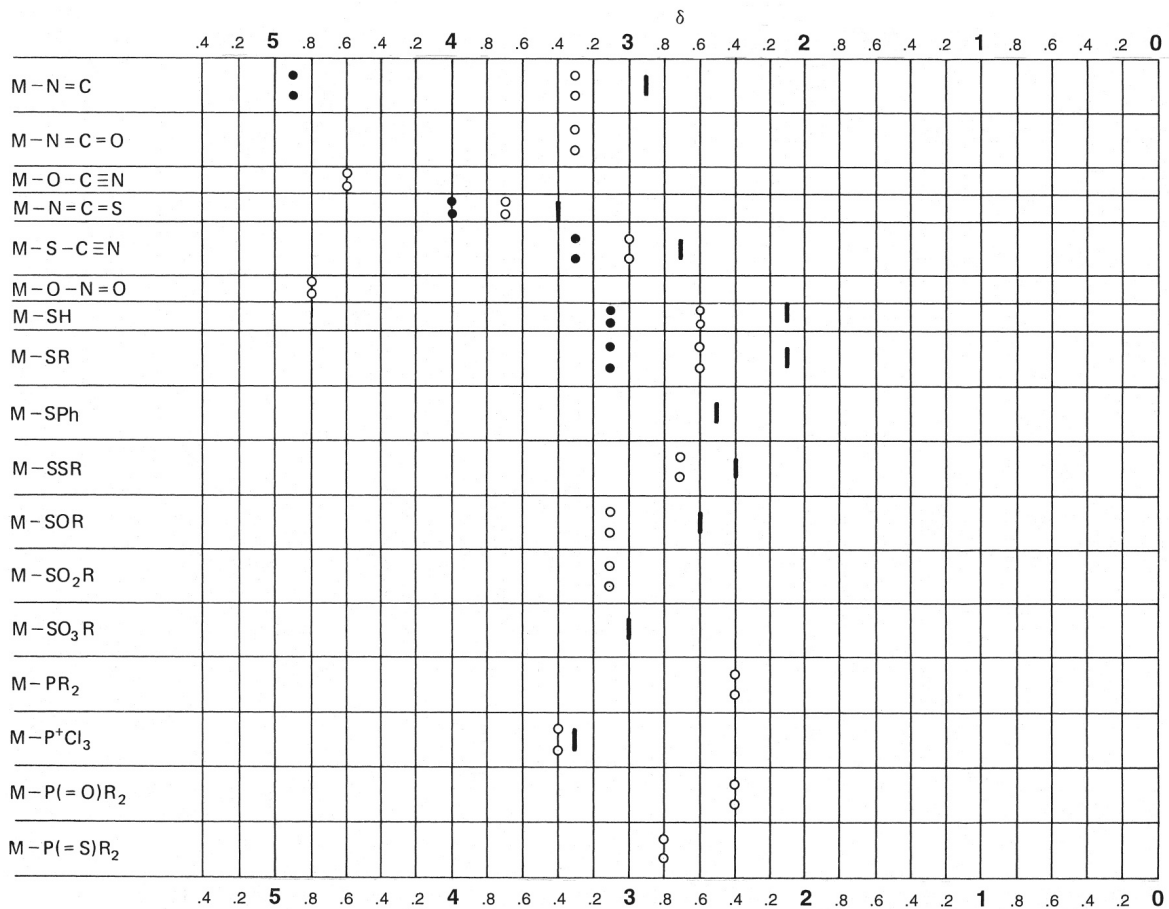 δ
.4 .2 5 .8 .6 .4 .2 4 .8 .6 .4 .2 3 .8 .6 .4 .2 2 .8 .6 .4 .2 1 .8 .6 .4 .2 0
M–N=C
M–N=C=O
M–O–C≡N
M–N=C=S
M–S–C≡N
M–O–N=O
M–SH
M–SR
M–SPh
M–SSR
M–SOR
M–SO₂R
M–SO₃R
M–PR₂
M–P⁺Cl₃
M–P(=O)R₂
M–P(=S)R₂
.4 .2 5 .8 .6 .4 .2 4 .8 .6 .4 .2 3 .8 .6 .4 .2 2 .8 .6 .4 .2 1 .8 .6 .4 .2 0